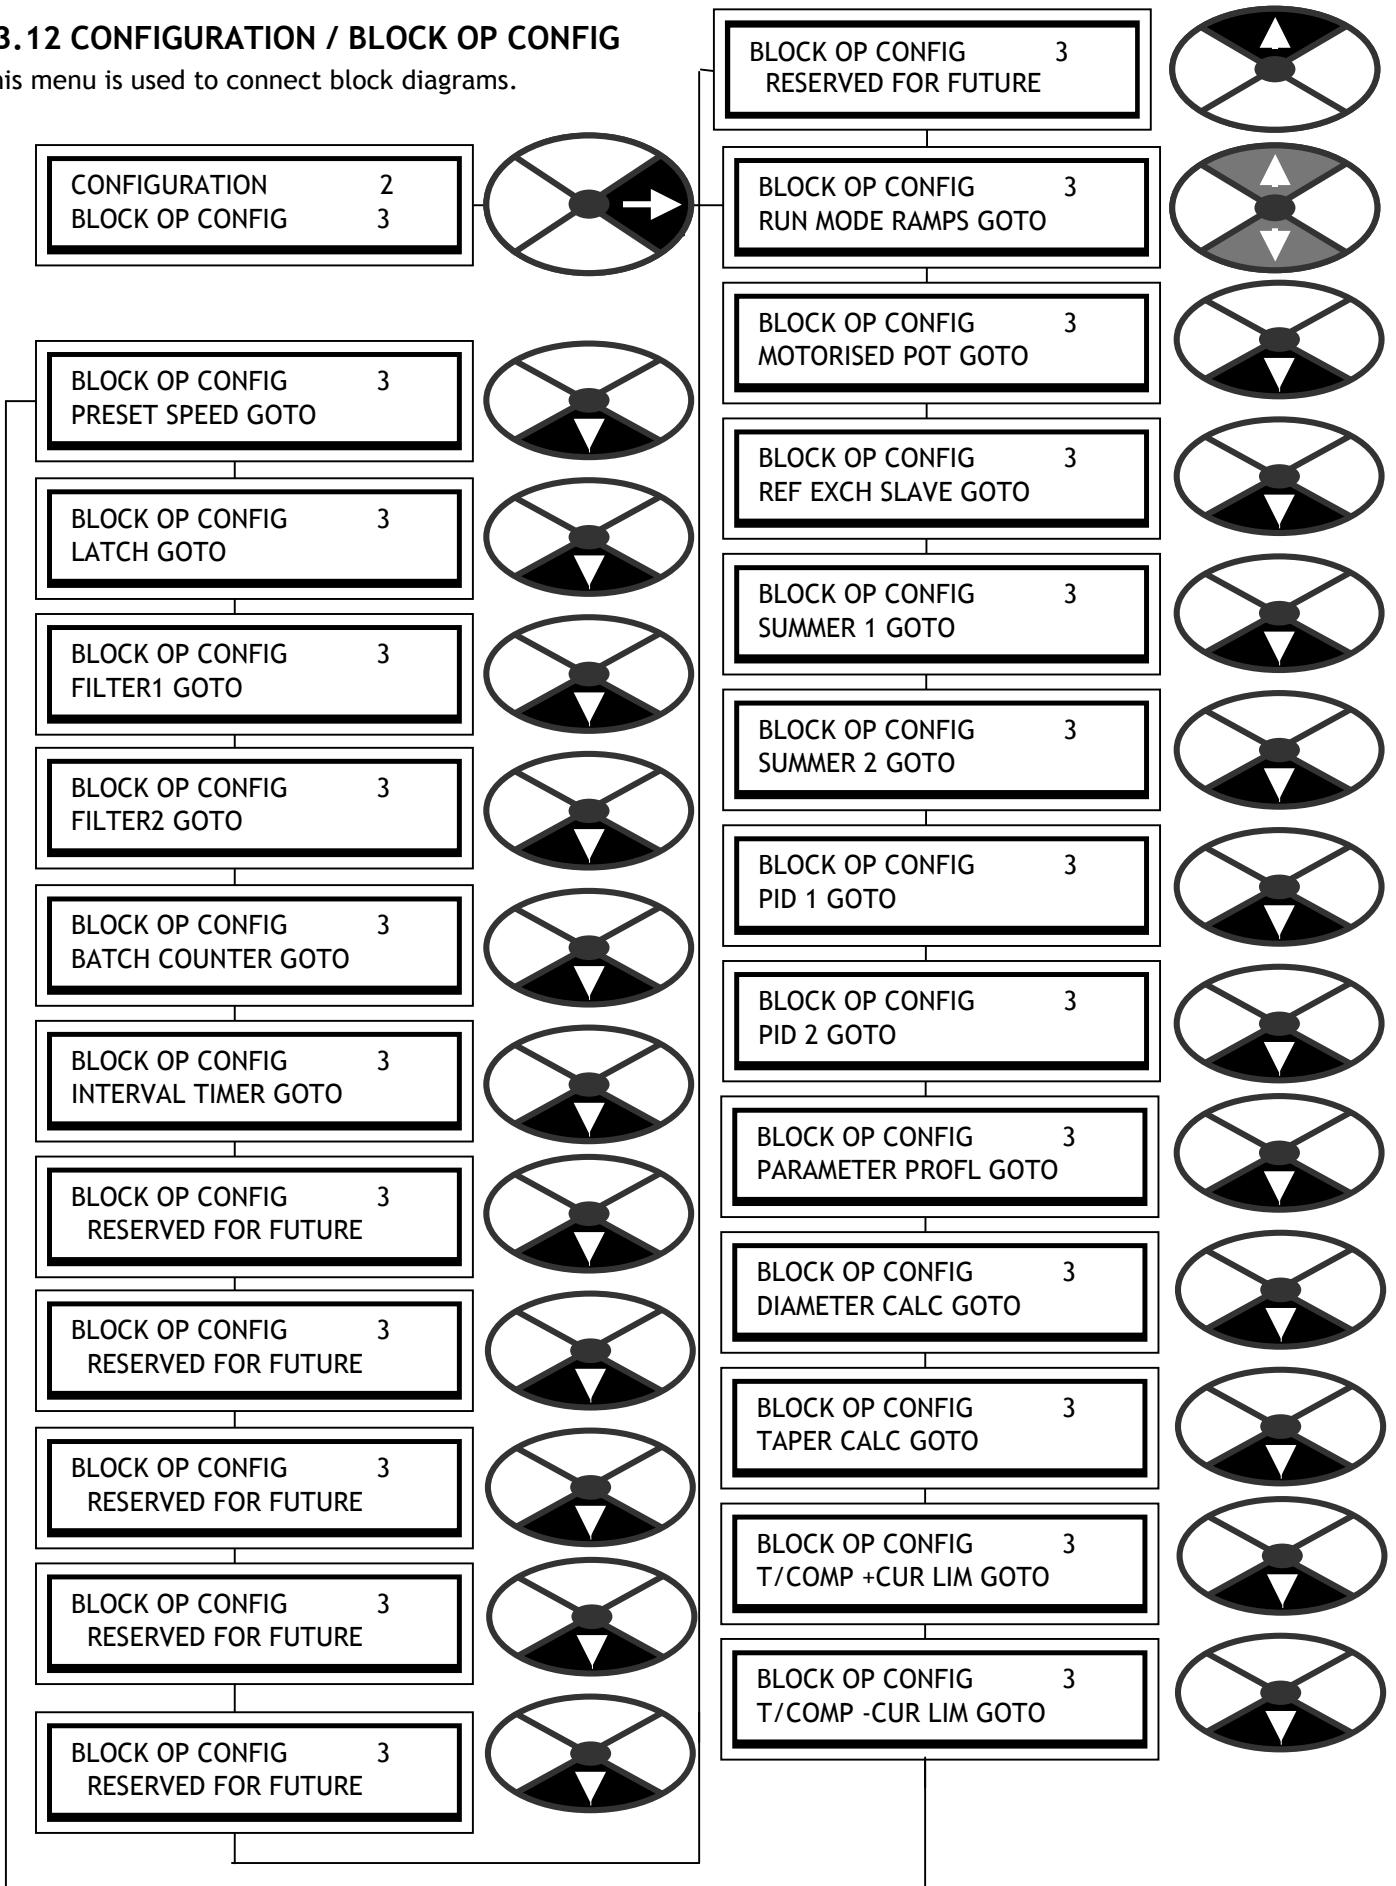 3.12 CONFIGURATION / BLOCK OP CONFIG
his menu is used to connect block diagrams.
CONFIGURATION 2
BLOCK OP CONFIG 3
BLOCK OP CONFIG 3
PRESET SPEED GOTO
BLOCK OP CONFIG 3
LATCH GOTO
BLOCK OP CONFIG 3
FILTER1 GOTO
BLOCK OP CONFIG 3
FILTER2 GOTO
BLOCK OP CONFIG 3
BATCH COUNTER GOTO
BLOCK OP CONFIG 3
INTERVAL TIMER GOTO
BLOCK OP CONFIG 3
RESERVED FOR FUTURE
BLOCK OP CONFIG 3
RESERVED FOR FUTURE
BLOCK OP CONFIG 3
RESERVED FOR FUTURE
BLOCK OP CONFIG 3
RESERVED FOR FUTURE
BLOCK OP CONFIG 3
RESERVED FOR FUTURE
BLOCK OP CONFIG 3
RESERVED FOR FUTURE
BLOCK OP CONFIG 3
RUN MODE RAMPS GOTO
BLOCK OP CONFIG 3
MOTORISED POT GOTO
BLOCK OP CONFIG 3
REF EXCH SLAVE GOTO
BLOCK OP CONFIG 3
SUMMER 1 GOTO
BLOCK OP CONFIG 3
SUMMER 2 GOTO
BLOCK OP CONFIG 3
PID 1 GOTO
BLOCK OP CONFIG 3
PID 2 GOTO
BLOCK OP CONFIG 3
PARAMETER PROFL GOTO
BLOCK OP CONFIG 3
DIAMETER CALC GOTO
BLOCK OP CONFIG 3
TAPER CALC GOTO
BLOCK OP CONFIG 3
T/COMP +CUR LIM GOTO
BLOCK OP CONFIG 3
T/COMP -CUR LIM GOTO